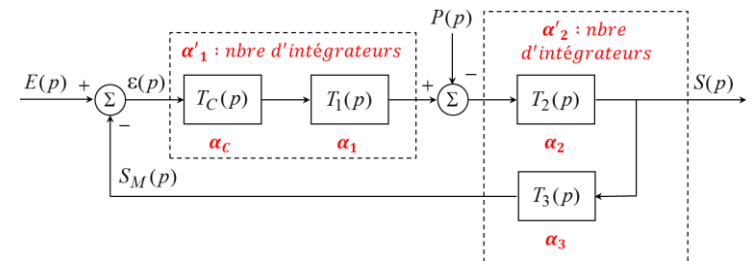 P(p)
α'₂ : nbre
d'intégrateurs
α'₁ : nbre d'intégrateurs
E(p) + Σ − ε(p) T_C(p) T₁(p) + Σ − T₂(p) S(p)
α_C α₁ α₂
S_M(p) T₃(p)
α₃